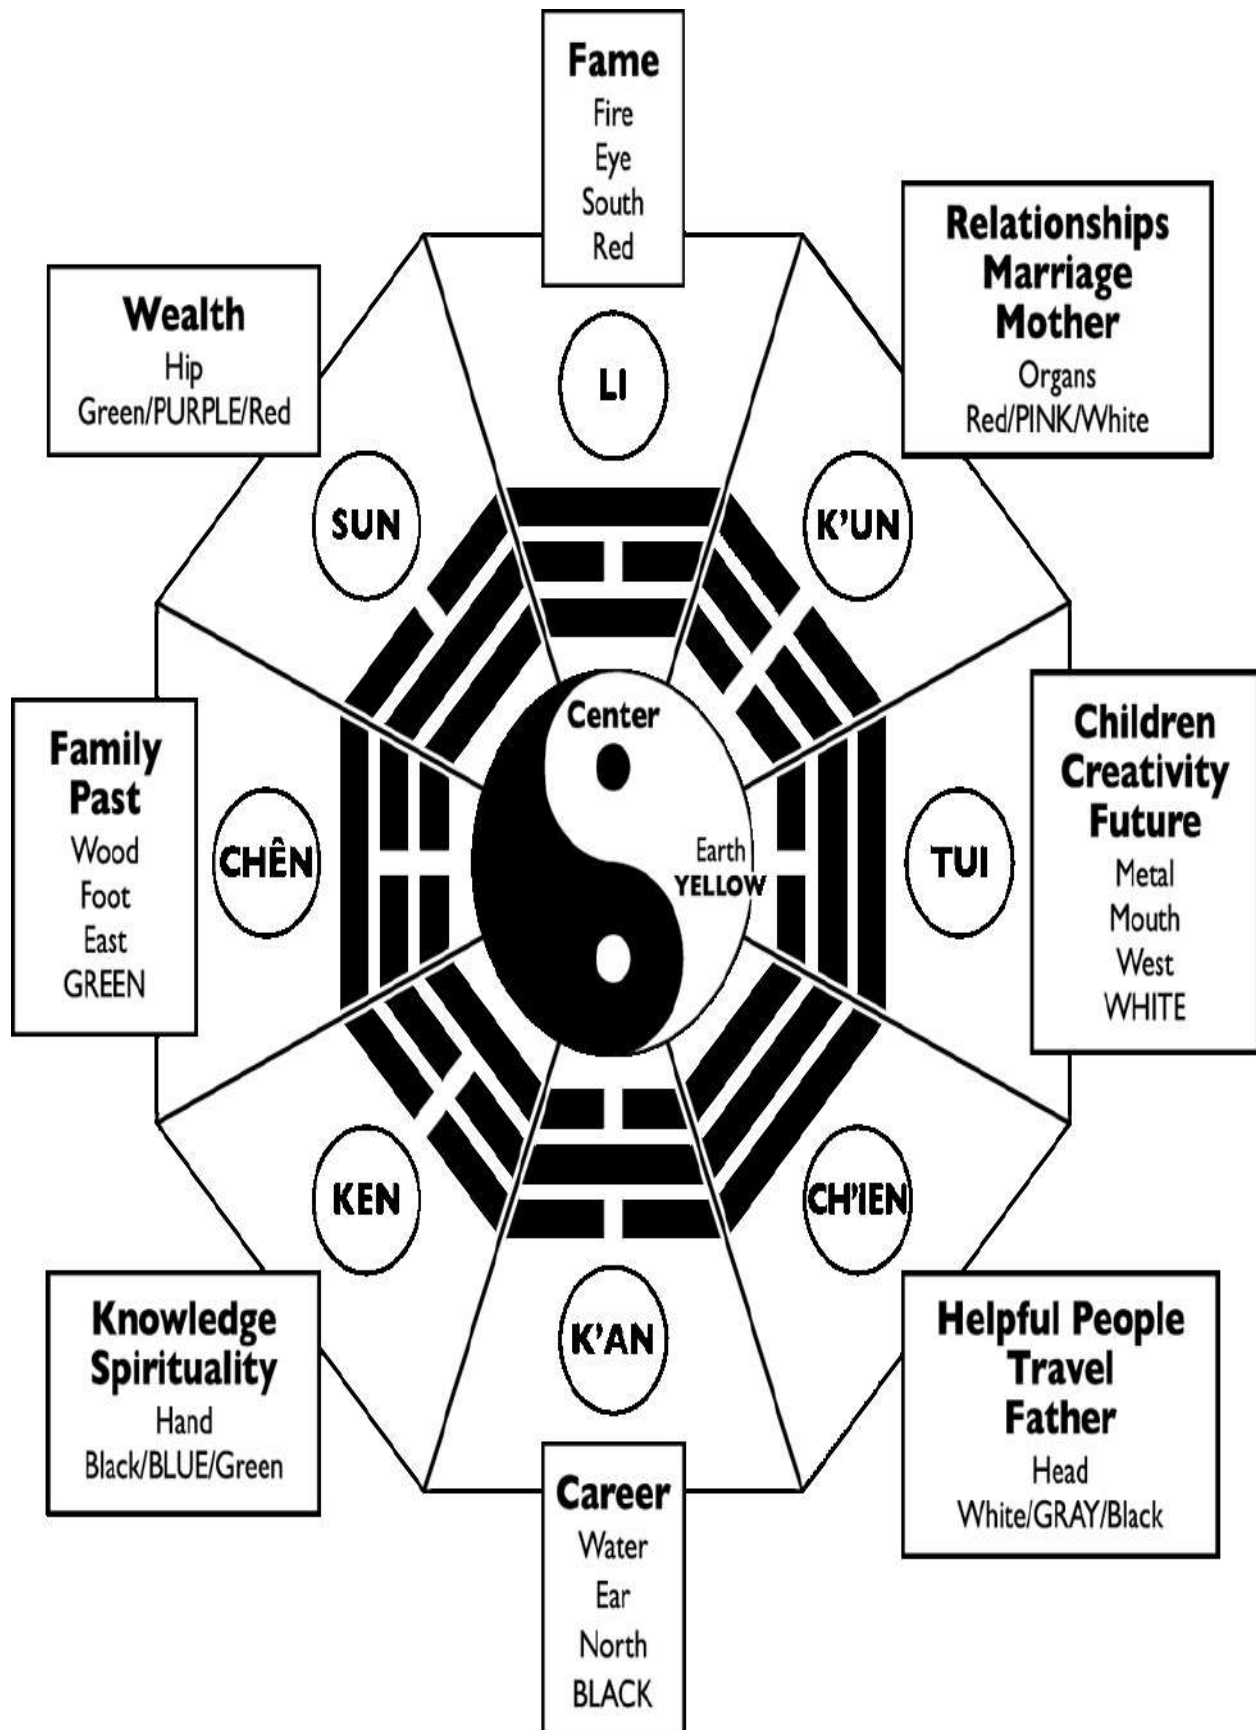 Fame
Fire
Eye
South
Red
Relationships
Marriage
Mother
Organs
Red/PINK/White
Wealth
Hip
Green/PURPLE/Red
LI
SUN
K'UN
Center
Family
Past
Wood
Foot
East
GREEN
CHÊN
Earth
YELLOW
TUI
Children
Creativity
Future
Metal
Mouth
West
WHITE
KEN
CH'IEN
K'AN
Knowledge
Spirituality
Hand
Black/BLUE/Green
Helpful People
Travel
Father
Head
White/GRAY/Black
Career
Water
Ear
North
BLACK